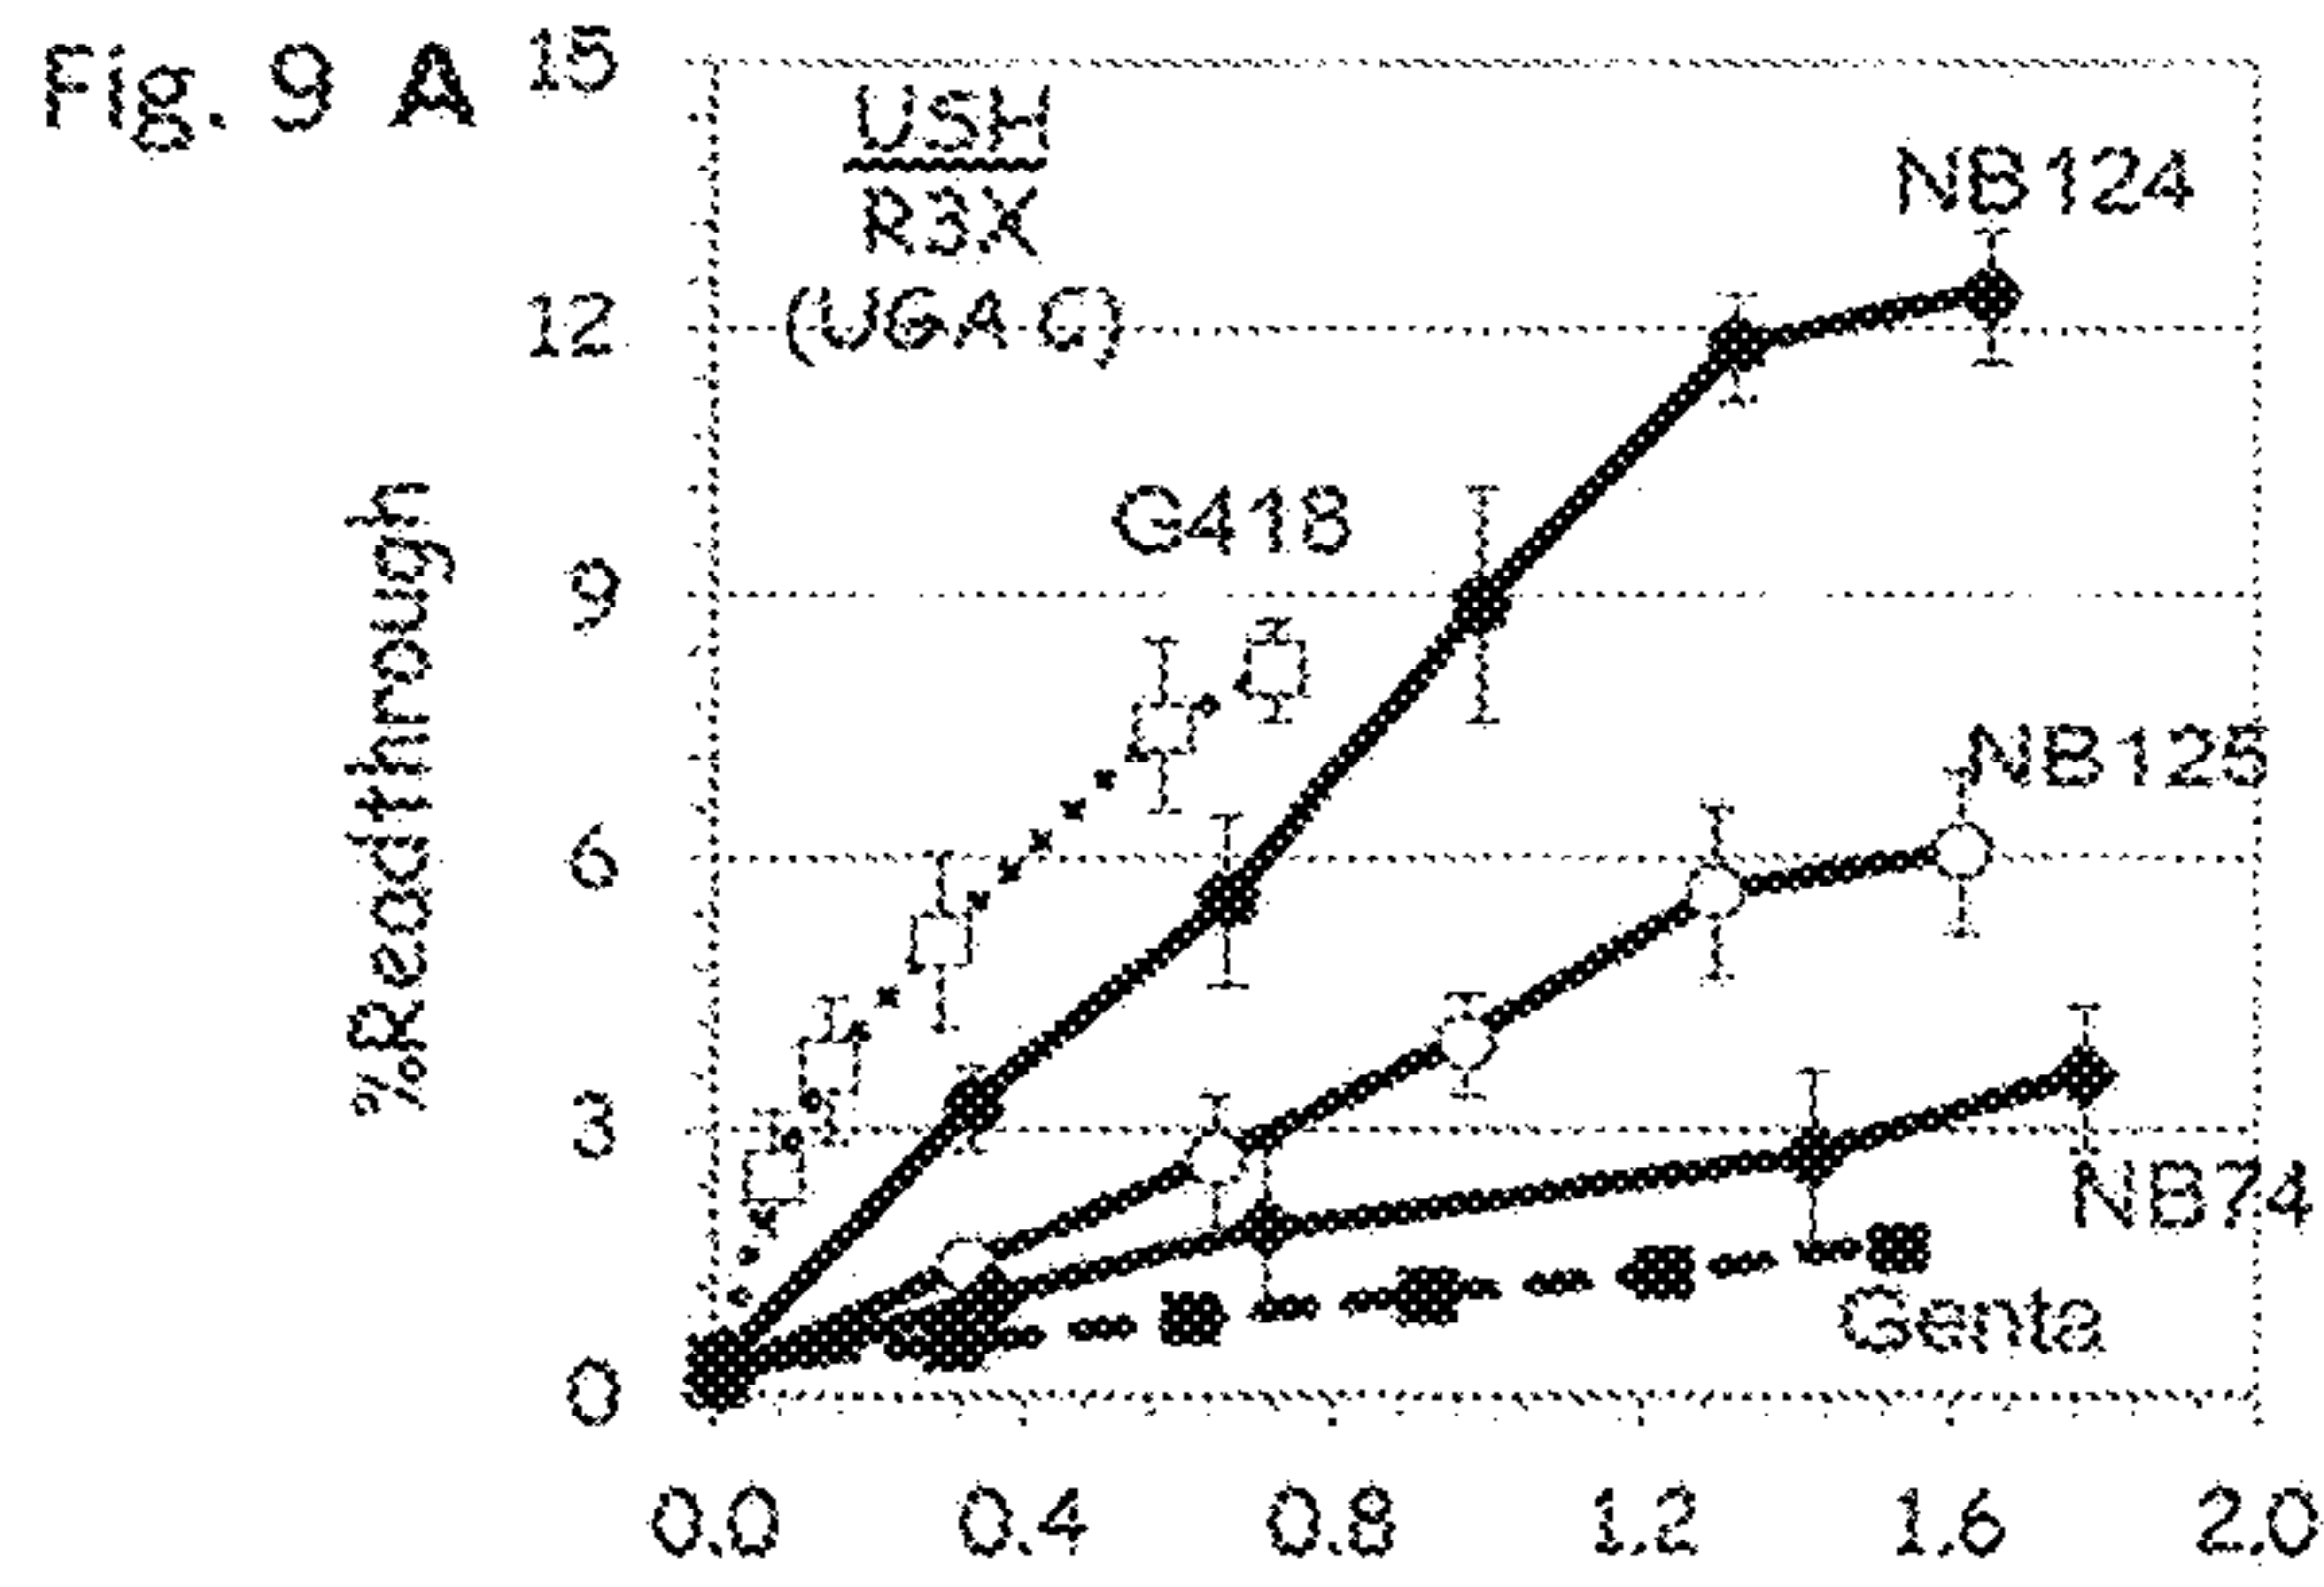 Fig. 9 A
15
USH
R3X
(UGA C)
NB124
12
G418
9
NB125
6
3
NB74
Genta
0
%Readthrough
0.0 0.4 0.8 1.2 1.6 2.0